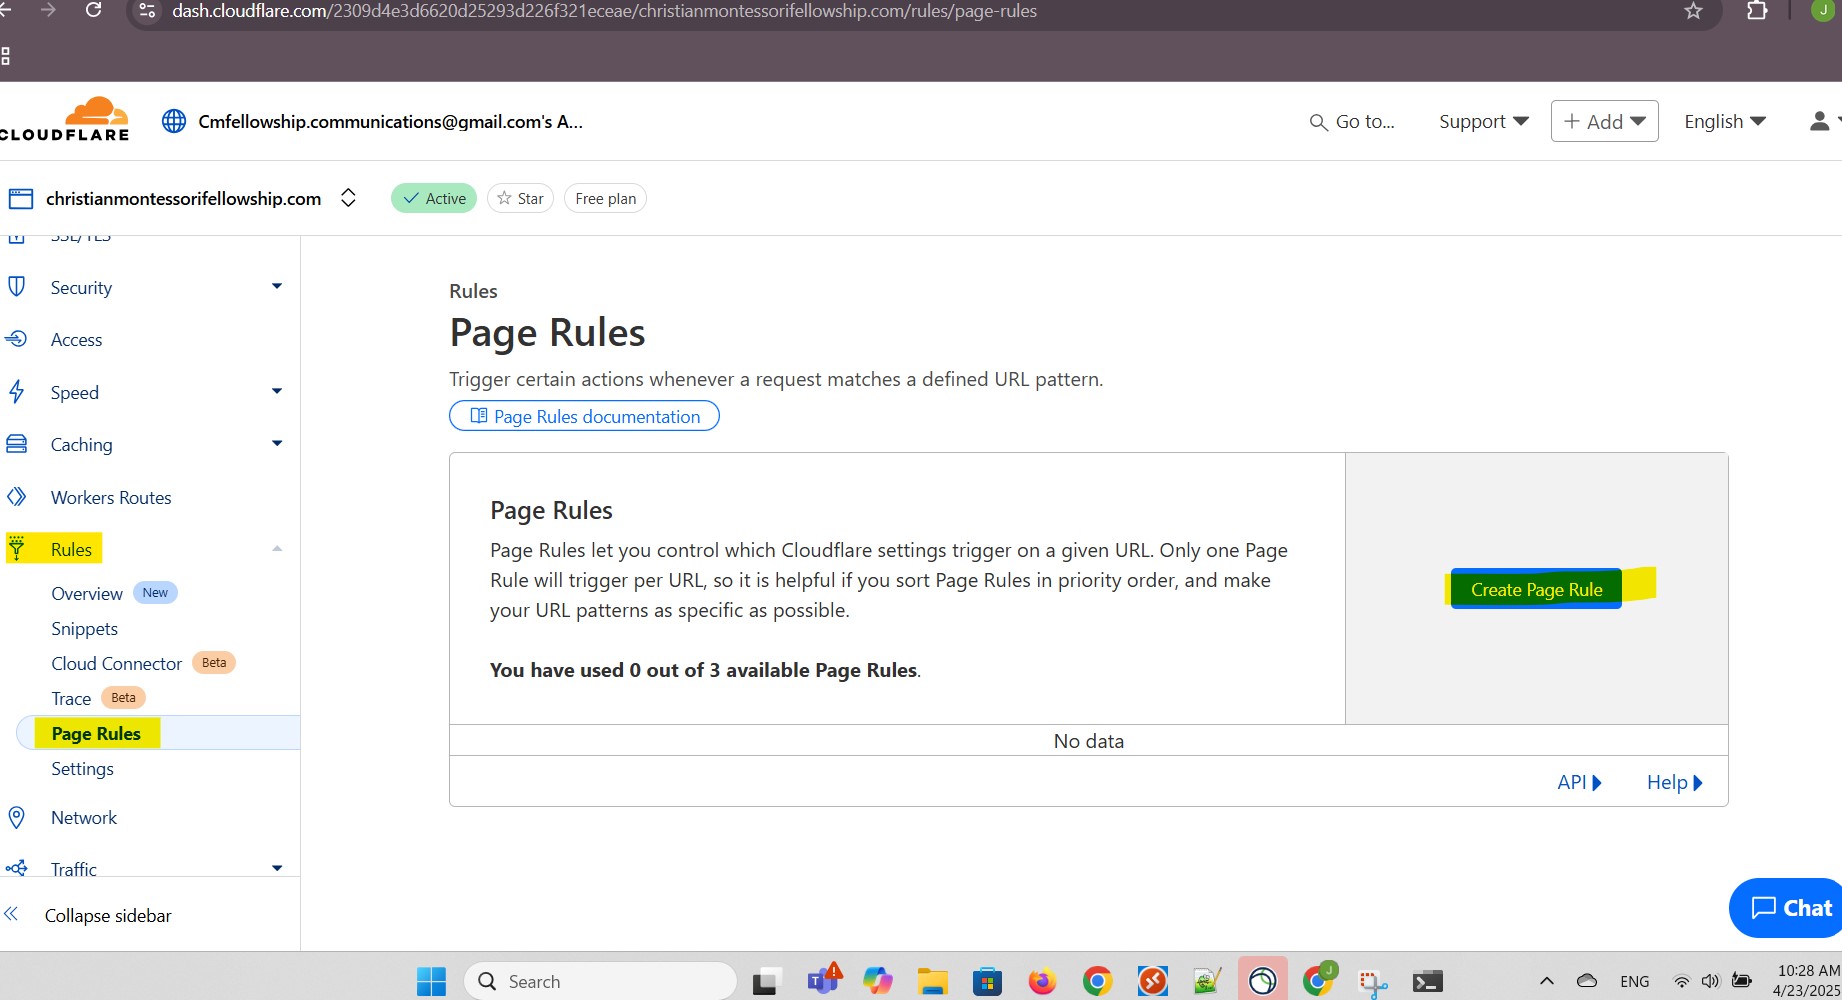 dash.cloudflare.com/2309d4e3d6620d25293d226f321eceae/christianmontessorifellowship.com/rules/page-rules
J
CLOUDFLARE
Cmfellowship.communications@gmail.com's A...
Go to...
Support
+ Add
English
christianmontessorifellowship.com
Active
Star
Free plan
SSL/TLS
Security
Access
Speed
Caching
Workers Routes
Rules
Overview New
Snippets
Cloud Connector Beta
Trace Beta
Page Rules
Settings
Network
Traffic
Collapse sidebar
Rules
Page Rules
Trigger certain actions whenever a request matches a defined URL pattern.
Page Rules documentation
Page Rules
Page Rules let you control which Cloudflare settings trigger on a given URL. Only one Page
Rule will trigger per URL, so it is helpful if you sort Page Rules in priority order, and make
your URL patterns as specific as possible.
You have used 0 out of 3 available Page Rules.
Create Page Rule
No data
API
Help
Chat
Search
J
ENG
10:28 AM
4/23/2025